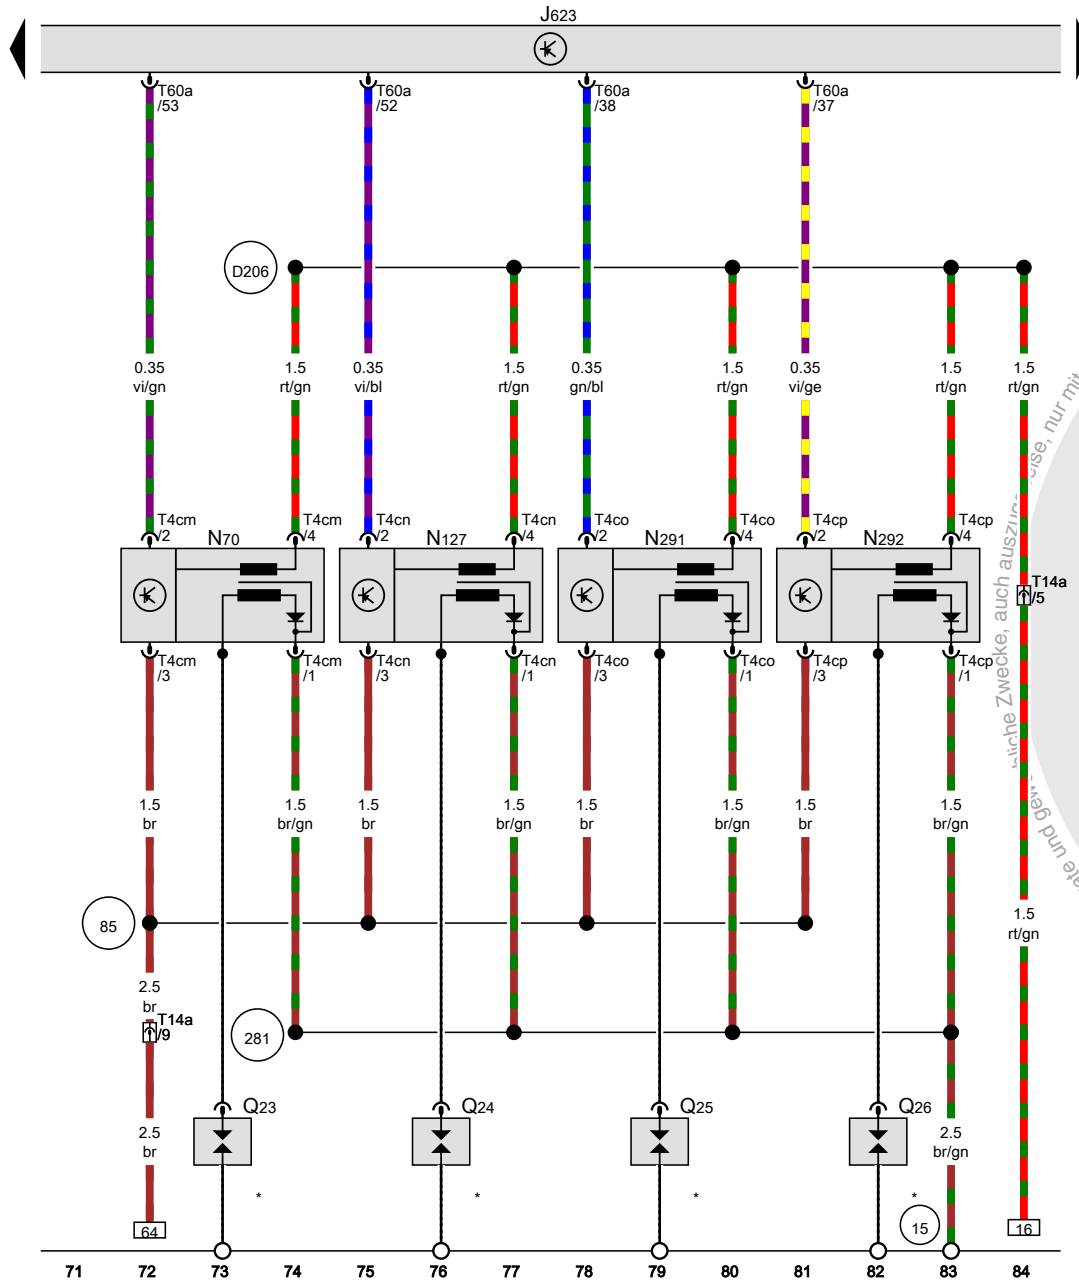 J623
T60a
/53
T60a
/52
T60a
/38
T60a
/37
D206
0.35
vi/gn
1.5
rt/gn
0.35
vi/bl
1.5
rt/gn
0.35
gn/bl
1.5
rt/gn
0.35
vi/ge
1.5
rt/gn
1.5
rt/gn
T4cm
/2
N70
T4cm
/4
T4cn
/2
N127
T4cn
/4
T4co
/2
N291
T4co
/4
T4cp
/2
N292
T4cp
/4
T14a
/5
T4cm
/3
T4cm
/1
T4cn
/3
T4cn
/1
T4co
/3
T4co
/1
T4cp
/3
T4cp
/1
1.5
br
1.5
br/gn
1.5
br
1.5
br/gn
1.5
br
1.5
br/gn
1.5
br
1.5
br/gn
85
1.5
rt/gn
2.5
br
T14a
/9
281
Q23
Q24
Q25
Q26
2.5
br
2.5
br/gn
*
*
*
*
64
15
16
71 72 73 74 75 76 77 78 79 80 81 82 83 84
Zwecke, auch
nur mit
und